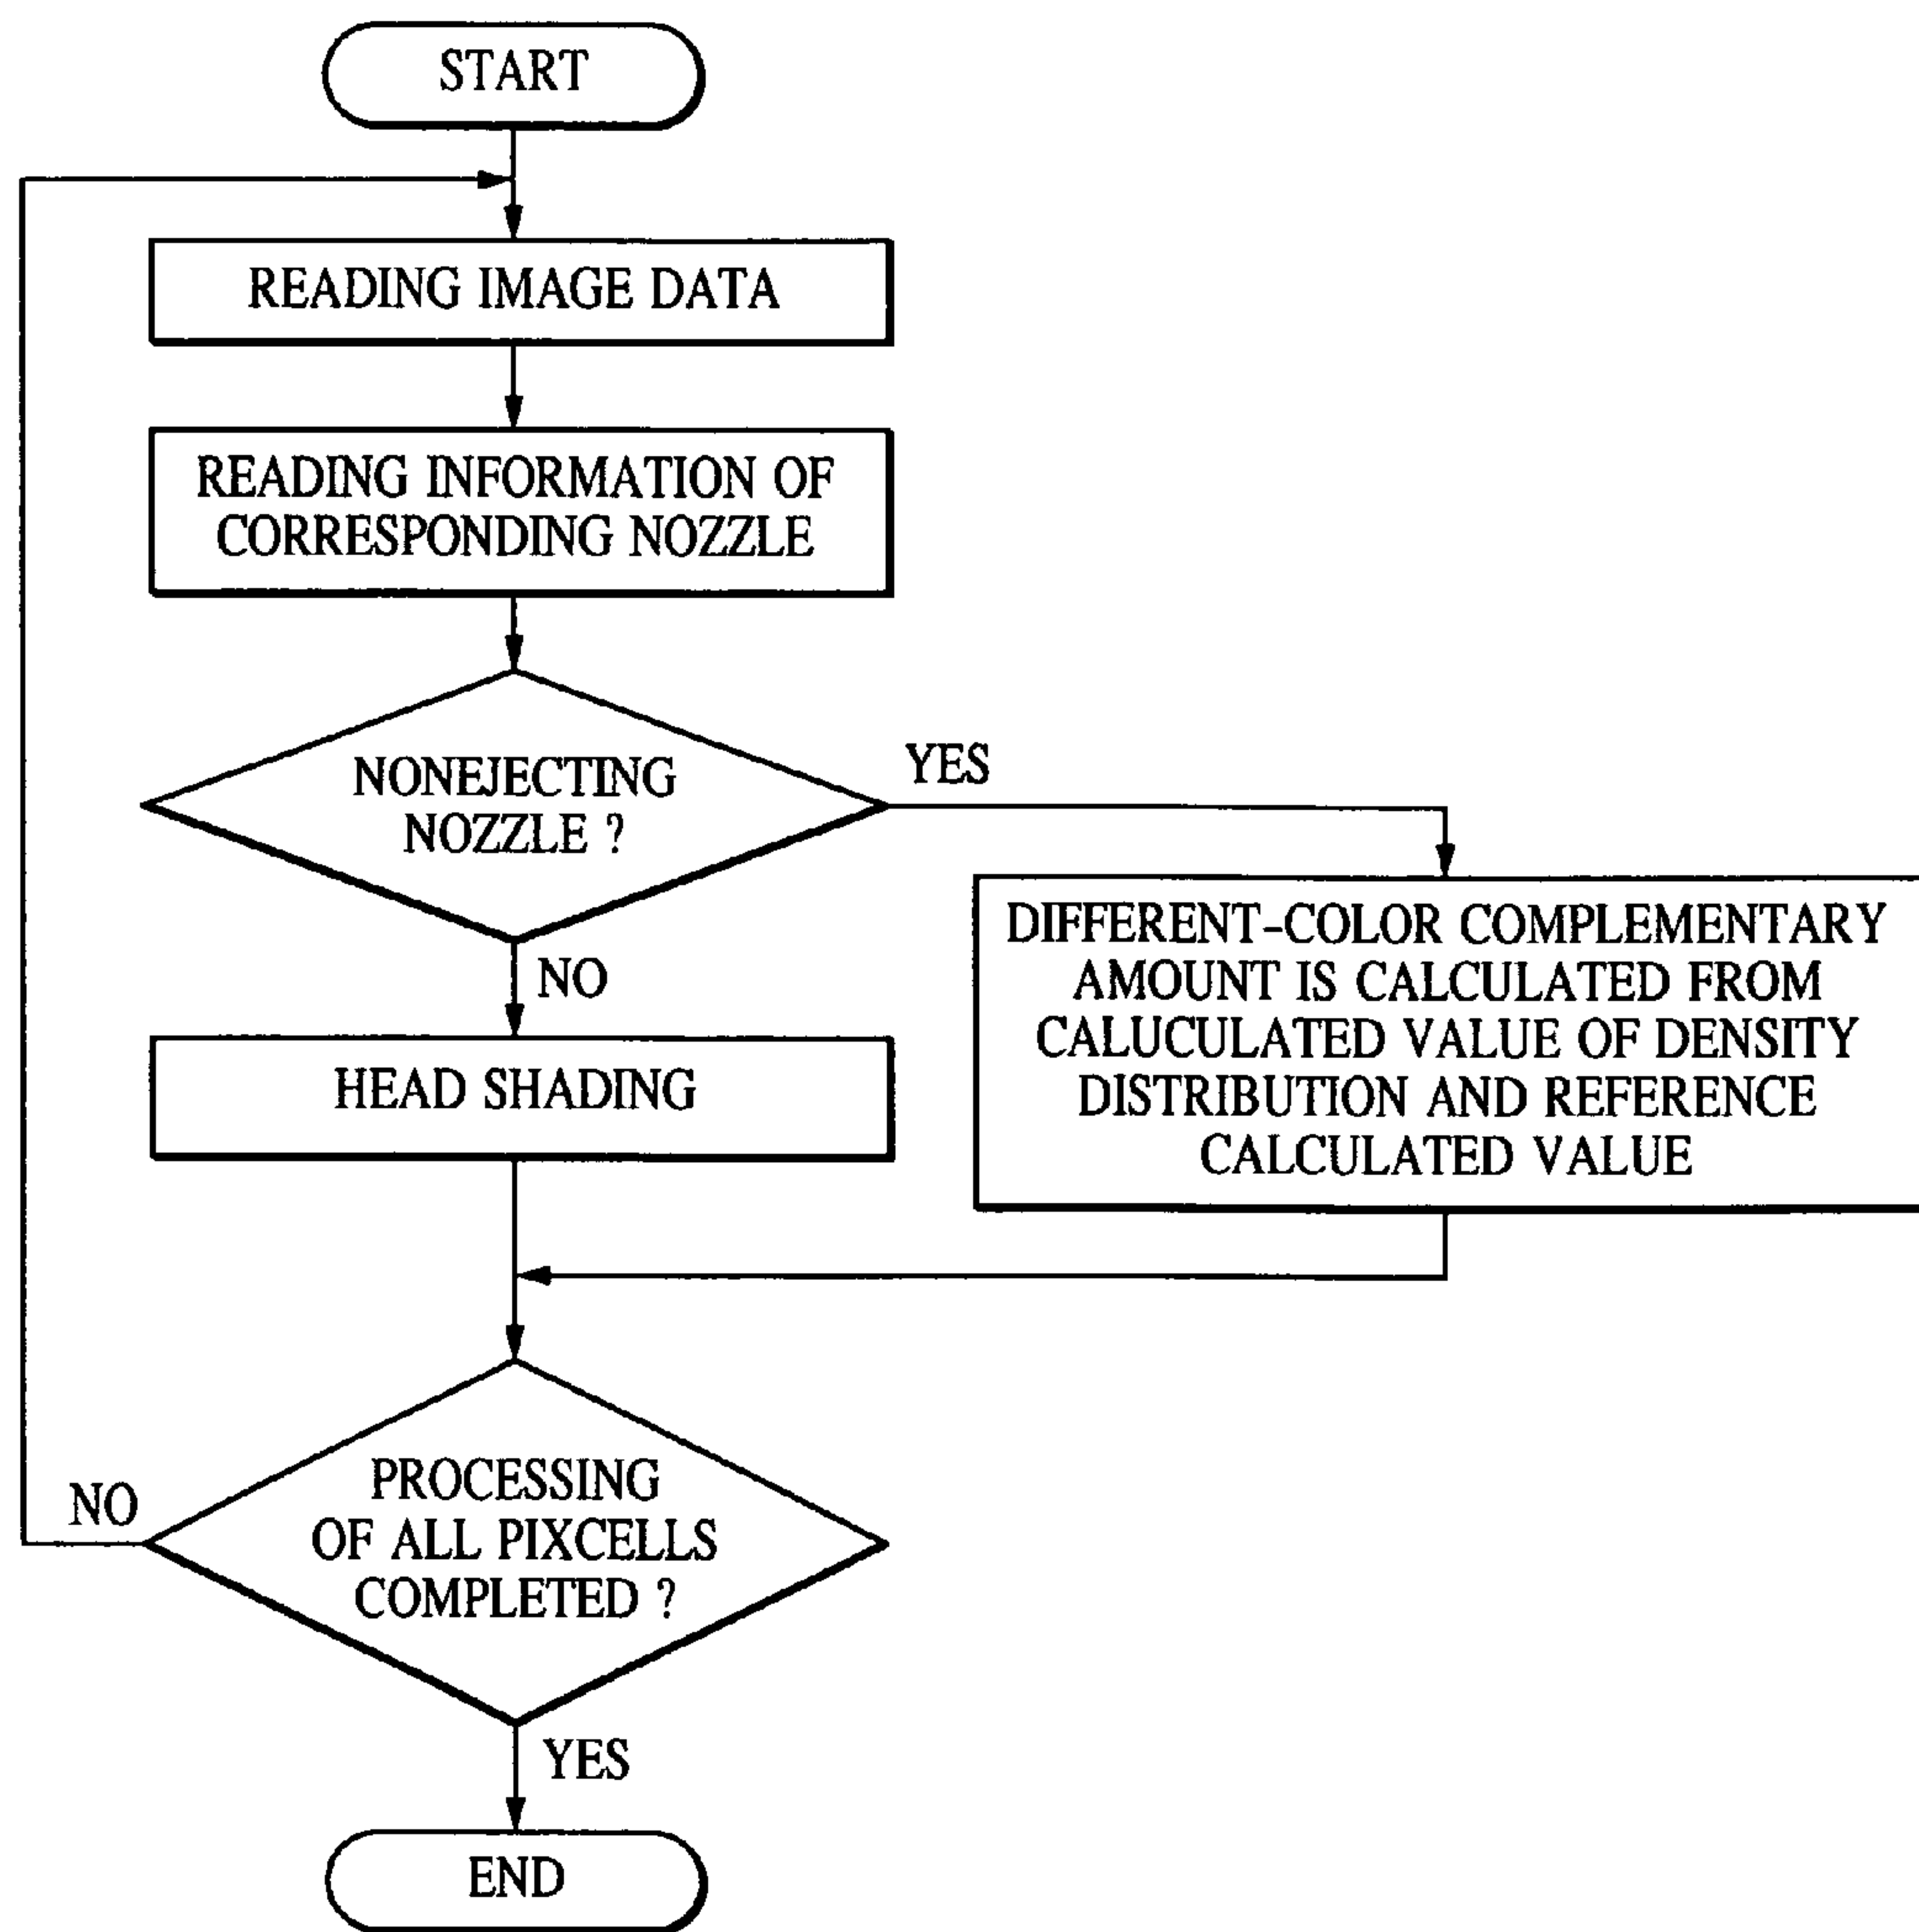 START
READING IMAGE DATA
READING INFORMATION OF
CORRESPONDING NOZZLE
NONEJECTING
NOZZLE ?
YES
NO
DIFFERENT-COLOR COMPLEMENTARY
AMOUNT IS CALCULATED FROM
CALUCULATED VALUE OF DENSITY
DISTRIBUTION AND REFERENCE
CALCULATED VALUE
HEAD SHADING
PROCESSING
OF ALL PIXCELLS
COMPLETED ?
NO
YES
END